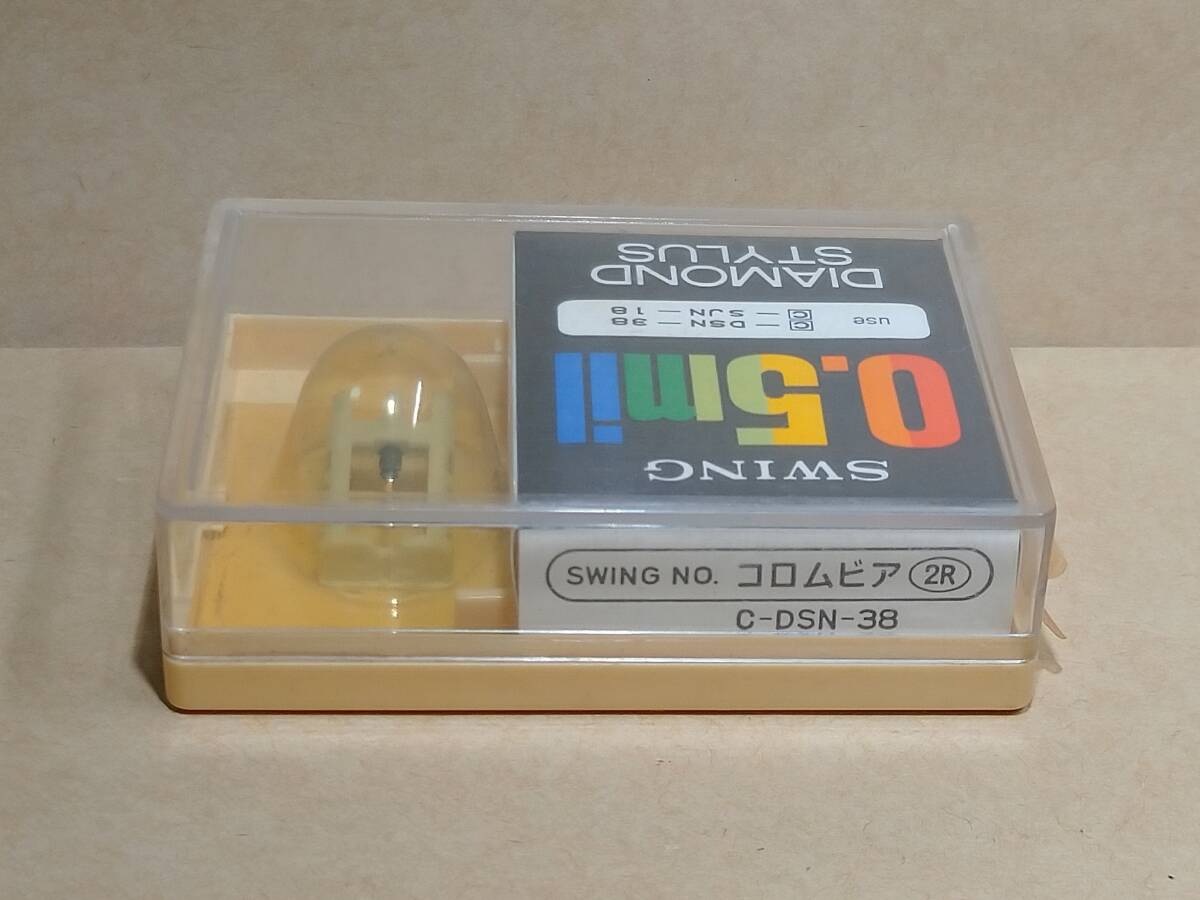 SWING
0.5mil
use ⓒⓒ — DSN — 38
— SJN — 18
DIAMOND
STYLUS
SWING NO. コロムビア 2R
C-DSN-38